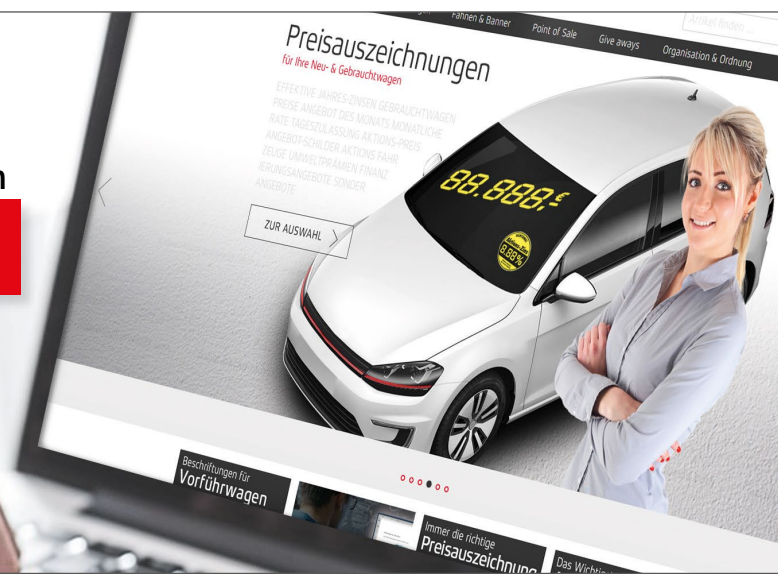 Fahnen & Banner
Point of Sale
Give aways
Organisation & Ordnung
Artikel finden ...
Preisauszeichnungen
für Ihre Neu- & Gebrauchtwagen
EFFEKTIVE JAHRES-ZINSEN GEBRAUCHTWAGEN
PREISE ANGEBOT DES MONATS MONATLICHE
RATE TAGESZULASSUNG AKTIONS-PREIS
ANGEBOT-SCHILDER AKTIONS FAHR
ZEUGE UMWELTPRÄMIEN FINANZ
IERUNGSANGEBOTE SONDER
ANGEBOTE
ZUR AUSWAHL
88.888,-€
8.88%
Beschriftungen für
Vorführwagen
Immer die richtige
Preisauszeichnung
Das Wichtig